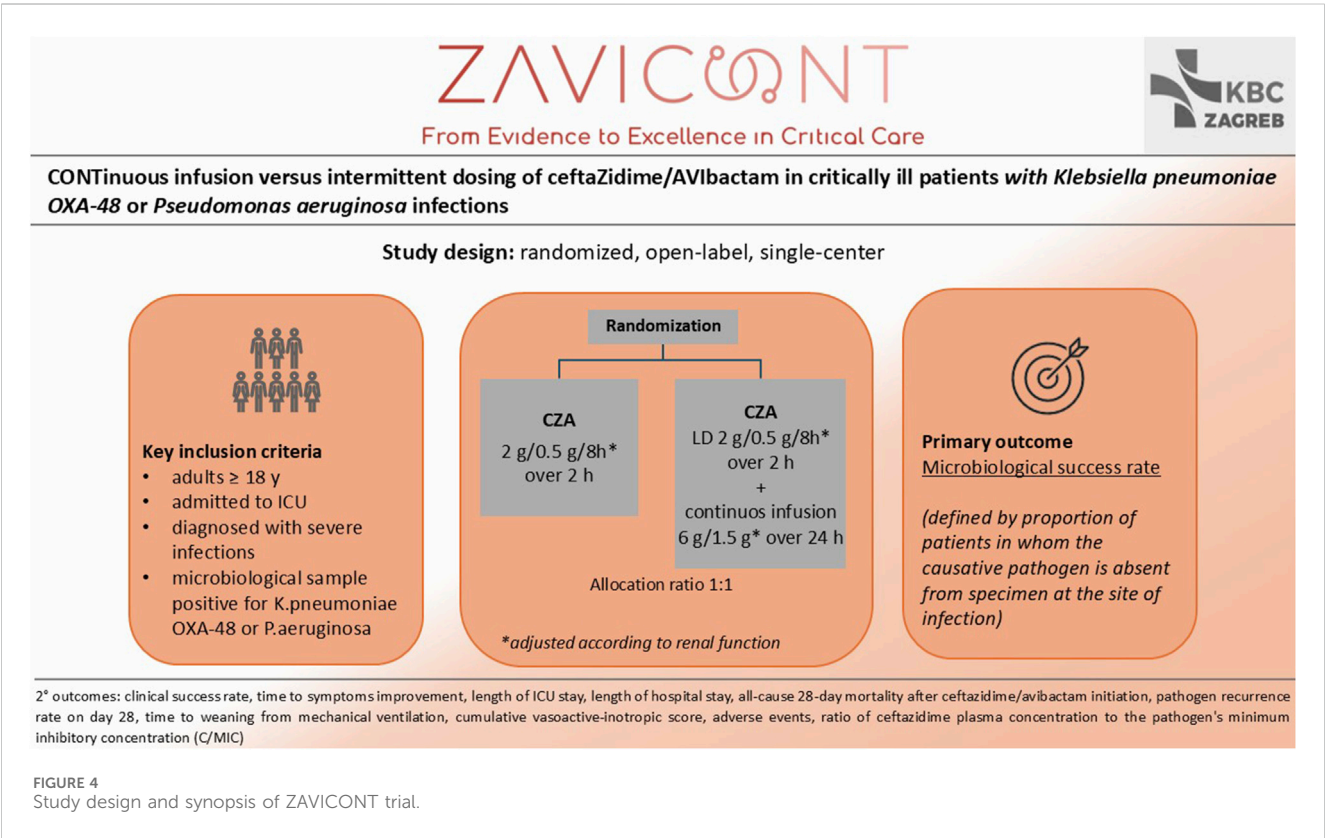 ZAVICONT
From Evidence to Excellence in Critical Care
KBC
ZAGREB
CONTinuous infusion versus intermittent dosing of ceftaZidime/AVIbactam in critically ill patients with Klebsiella pneumoniae
OXA-48 or Pseudomonas aeruginosa infections
Study design: randomized, open-label, single-center
Key inclusion criteria
• adults ≥ 18 y
• admitted to ICU
• diagnosed with severe
infections
• microbiological sample
positive for K.pneumoniae
OXA-48 or P.aeruginosa
Randomization
CZA
2 g/0.5 g/8h*
over 2 h
CZA
LD 2 g/0.5 g/8h*
over 2 h
+
continuos infusion
6 g/1.5 g* over 24 h
Allocation ratio 1:1
*adjusted according to renal function
Primary outcome
Microbiological success rate
(defined by proportion of
patients in whom the
causative pathogen is absent
from specimen at the site of
infection)
2° outcomes: clinical success rate, time to symptoms improvement, length of ICU stay, length of hospital stay, all-cause 28-day mortality after ceftazidime/avibactam initiation, pathogen recurrence
rate on day 28, time to weaning from mechanical ventilation, cumulative vasoactive-inotropic score, adverse events, ratio of ceftazidime plasma concentration to the pathogen's minimum
inhibitory concentration (C/MIC)
FIGURE 4
Study design and synopsis of ZAVICONT trial.